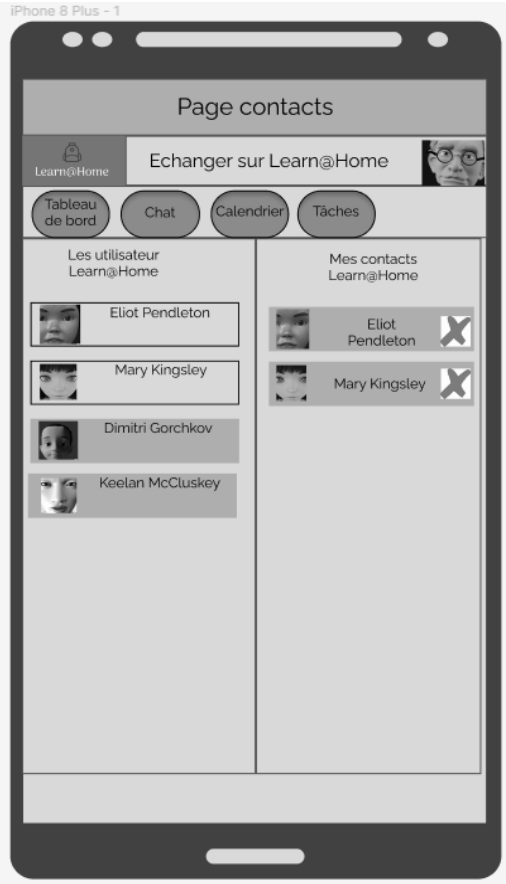 iPhone 8 Plus - 1
Page contacts
Learn@Home
Echanger sur Learn@Home
Tableau
de bord
Chat
Calendrier
Tâches
Les utilisateur
Learn@Home
Eliot Pendleton
Mary Kingsley
Dimitri Gorchkov
Keelan McCluskey
Mes contacts
Learn@Home
Eliot
Pendleton
Mary Kingsley